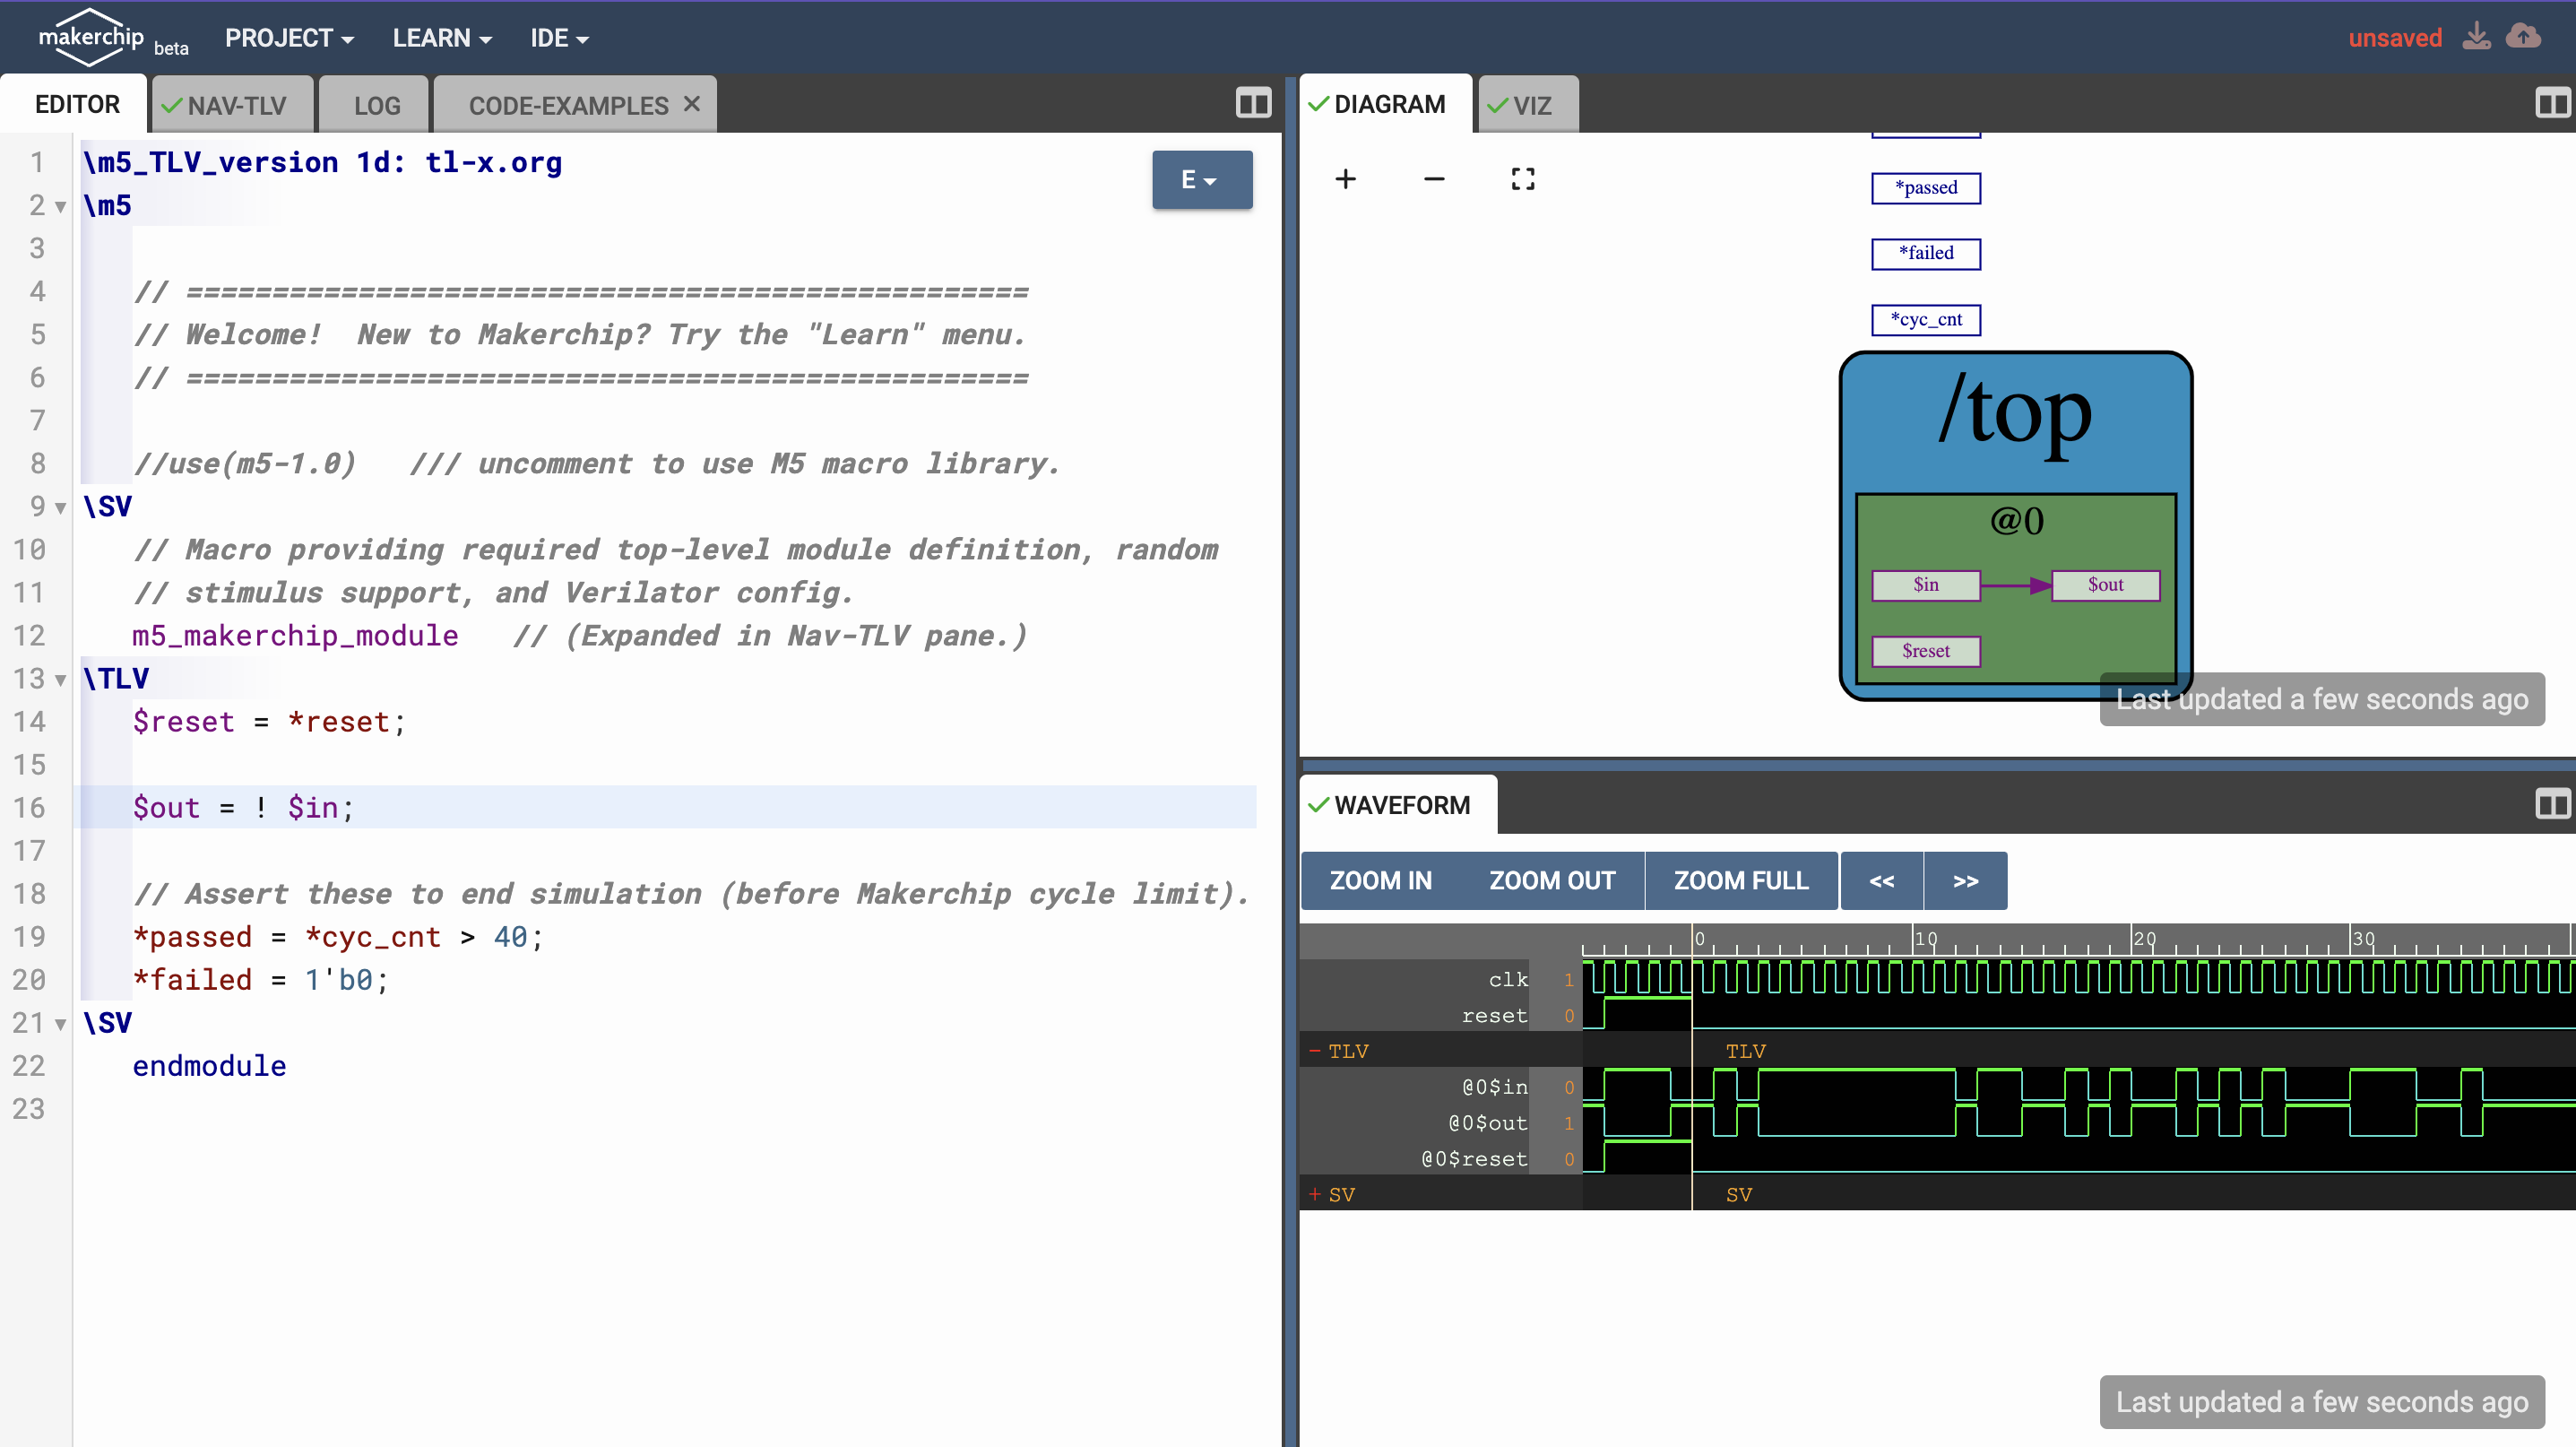 makerchip beta PROJECT LEARN IDE unsaved
EDITOR NAV-TLV LOG CODE-EXAMPLES ×
1 \m5_TLV_version 1d: tl-x.org
E
2 \m5
3
4 // =================================================
5 // Welcome!  New to Makerchip? Try the "Learn" menu.
6 // =================================================
7
8 //use(m5-1.0)   /// uncomment to use M5 macro library.
9 \SV
10 // Macro providing required top-level module definition, random
11 // stimulus support, and Verilator config.
12 m5_makerchip_module   // (Expanded in Nav-TLV pane.)
13 \TLV
14 $reset = *reset;
15
16 $out = ! $in;
17
18 // Assert these to end simulation (before Makerchip cycle limit).
19 *passed = *cyc_cnt > 40;
20 *failed = 1'b0;
21 \SV
22 endmodule
23
DIAGRAM VIZ
+ −
*passed
*failed
*cyc_cnt
/top
@0
$in $out
$reset
Last updated a few seconds ago
WAVEFORM
ZOOM IN ZOOM OUT ZOOM FULL << >>
0 10 20 30
clk 1
reset 0
− TLV TLV
@0$in 0
@0$out 1
@0$reset 0
+ SV SV
Last updated a few seconds ago